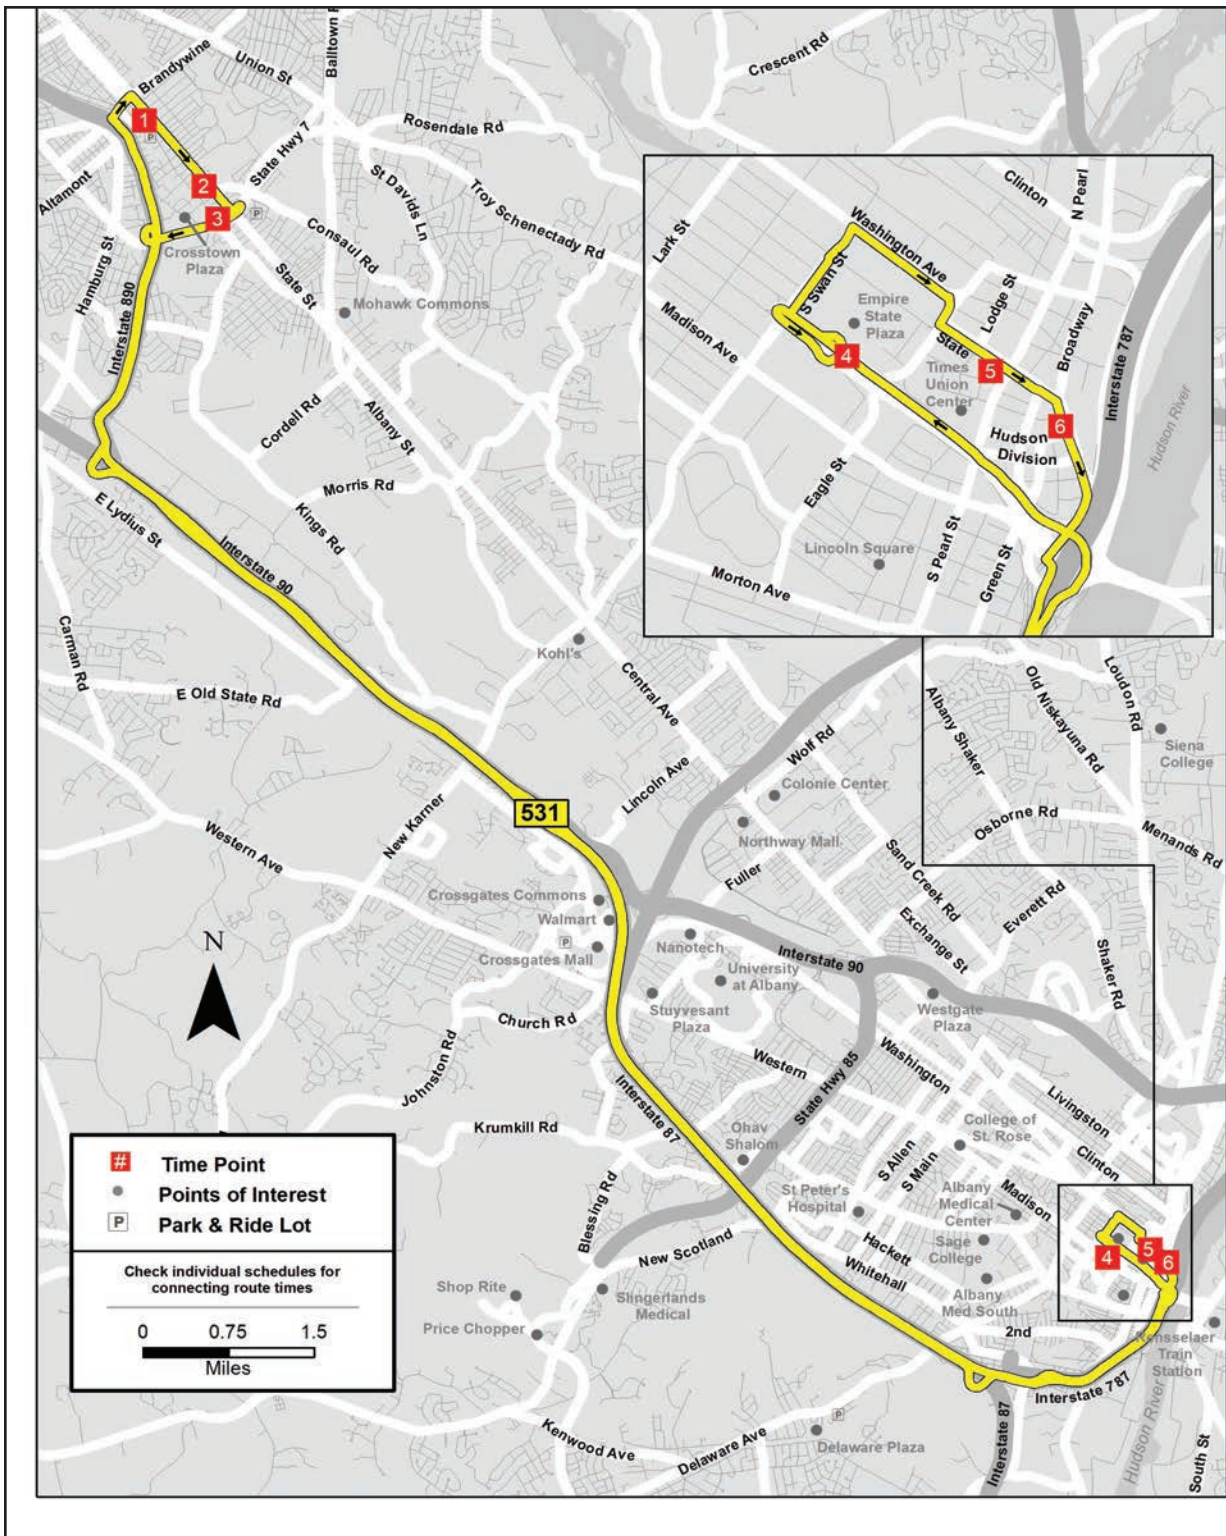 Brandywine
Union St
Balltown R
Crescent Rd
1
P
Rosendale Rd
State Hwy 7
Altamont
2
St Davids Ln
Troy Schenectady Rd
3
P
Crosstown
Plaza
Consaul Rd
Hamburg St
State St
Mohawk Commons
Interstate 890
Cordell Rd
Albany St
Morris Rd
Kings Rd
E Lydius St
Interstate 90
Carman Rd
E Old State Rd
Kohl's
Central Ave
Clinton
N Pearl
Washington Ave
Lark St
S Swan St
Empire
State
Plaza
Lodge St
Madison Ave
State
Broadway
Interstate 787
4
Times
Union
Center
5
6
Hudson
Division
Hudson River
Eagle St
Lincoln Square
S Pearl St
Green St
Morton Ave
Albany Shaker
Old Niskayuna Rd
Loudon Rd
Siena
College
Wolf Rd
Lincoln Ave
Colonie Center
531
Northway Mall
Osborne Rd
Menands Rd
New Karner
Western Ave
Fuller
Sand Creek Rd
Everett Rd
Exchange St
Crossgates Commons
Walmart
P
Crossgates Mall
Nanotech
Interstate 90
University
at Albany
Shaker Rd
N
Stuyvesant
Plaza
Westgate
Plaza
Church Rd
Johnston Rd
Western
Washington
State Hwy 85
Livingston
Interstate 87
Krumkill Rd
Ohav
Shalom
College of
St. Rose
S Allen
S Main
Clinton
Madison
St Peter's
Hospital
Albany
Medical
Center
Blessing Rd
New Scotland
Hackett
Whitehall
Sage
College
4
5
6
Shop Rite
Slingerlands
Medical
Price Chopper
Albany
Med South
2nd
Rensselaer
Train
Station
Interstate 787
Hudson River
Kenwood Ave
Delaware Ave
P
Delaware Plaza
Interstate 87
South St
# Time Point
Points of Interest
P Park & Ride Lot
Check individual schedules for
connecting route times
0 0.75 1.5
Miles